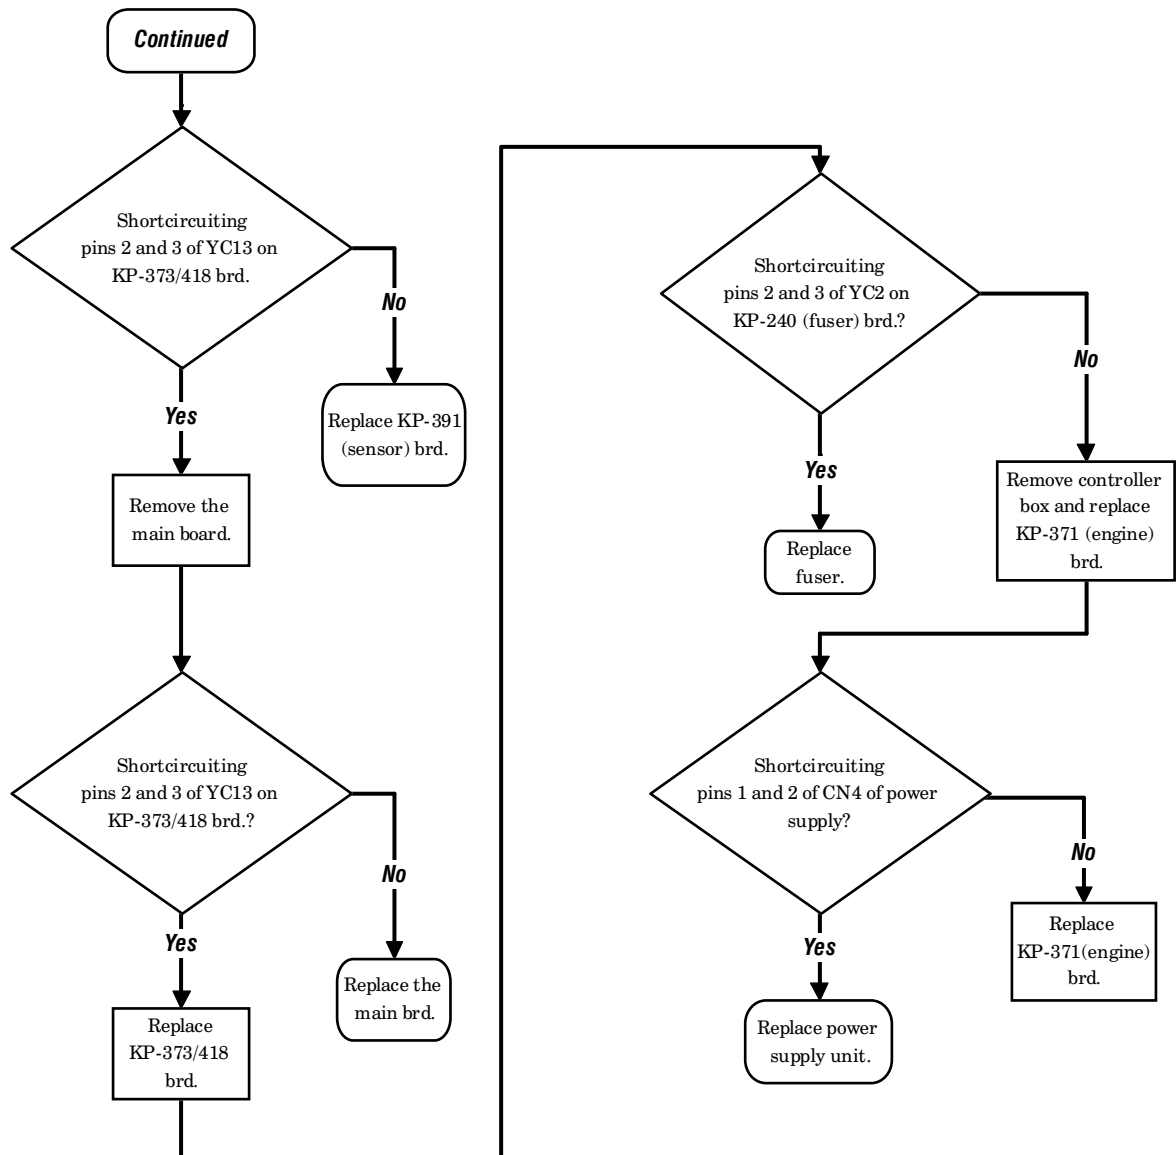 Continued
Shortcircuiting
pins 2 and 3 of YC13 on
KP-373/418 brd.
No
Replace KP-391
(sensor) brd.
Yes
Remove the
main board.
Shortcircuiting
pins 2 and 3 of YC13 on
KP-373/418 brd.?
No
Replace the
main brd.
Yes
Replace
KP-373/418
brd.
Shortcircuiting
pins 2 and 3 of YC2 on
KP-240 (fuser) brd.?
No
Yes
Replace
fuser.
Remove controller
box and replace
KP-371 (engine)
brd.
Shortcircuiting
pins 1 and 2 of CN4 of power
supply?
No
Replace
KP-371(engine)
brd.
Yes
Replace power
supply unit.